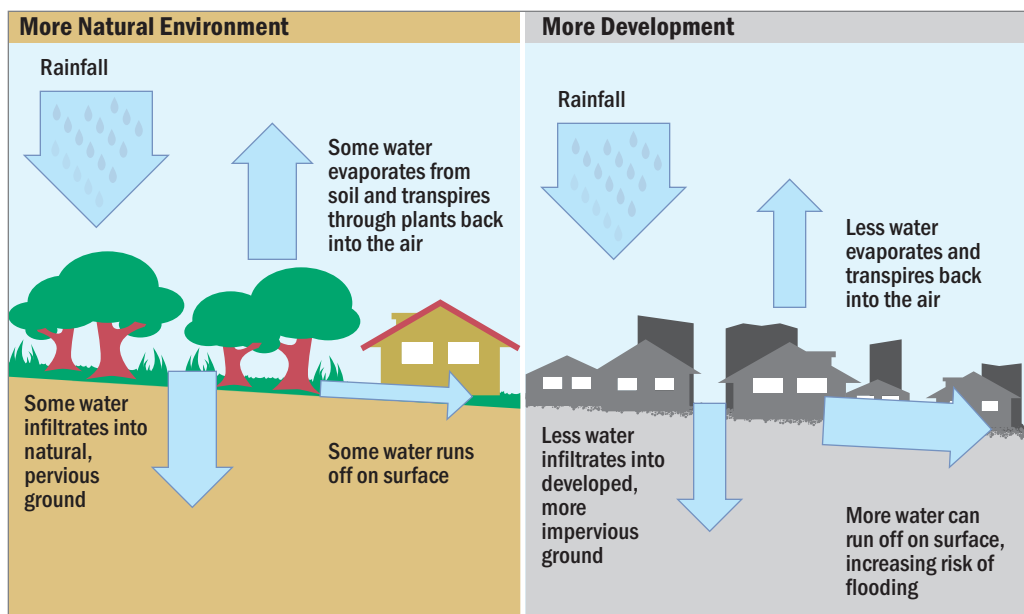 More Natural Environment
Rainfall
Some water
evaporates from
soil and transpires
through plants back
into the air
Some water
infiltrates into
natural,
pervious
ground
Some water runs
off on surface
More Development
Rainfall
Less water
evaporates and
transpires back
into the air
Less water
infiltrates into
developed,
more
impervious
ground
More water can
run off on surface,
increasing risk of
flooding